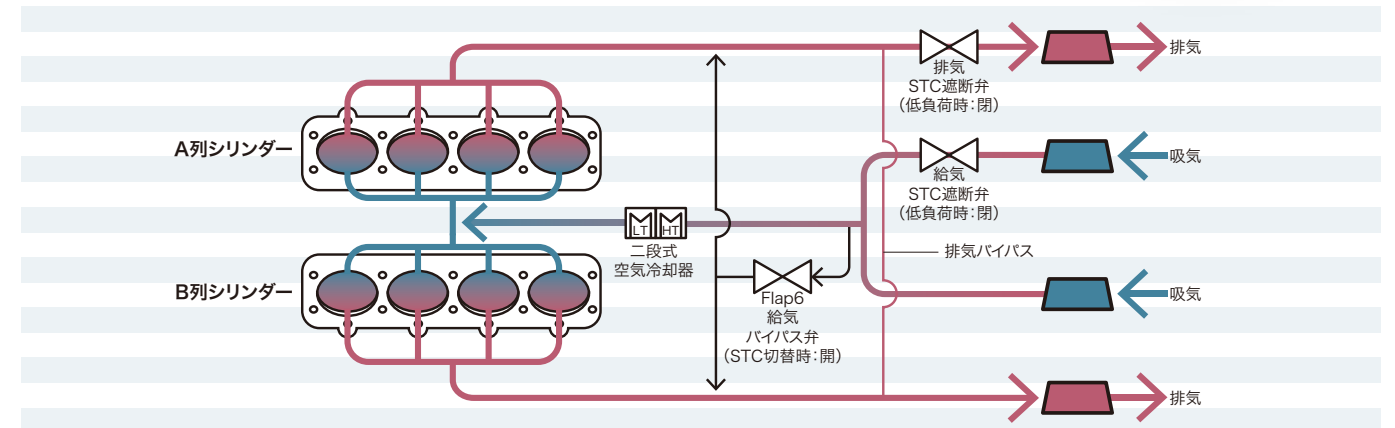 排気
排気
STC遮断弁
（低負荷時：閉）
A列シリンダー
吸気
給気
STC遮断弁
（低負荷時：閉）
LT
HT
二段式
空気冷却器
排気バイパス
B列シリンダー
Flap6
給気
バイパス弁
（STC切替時：開）
吸気
排気